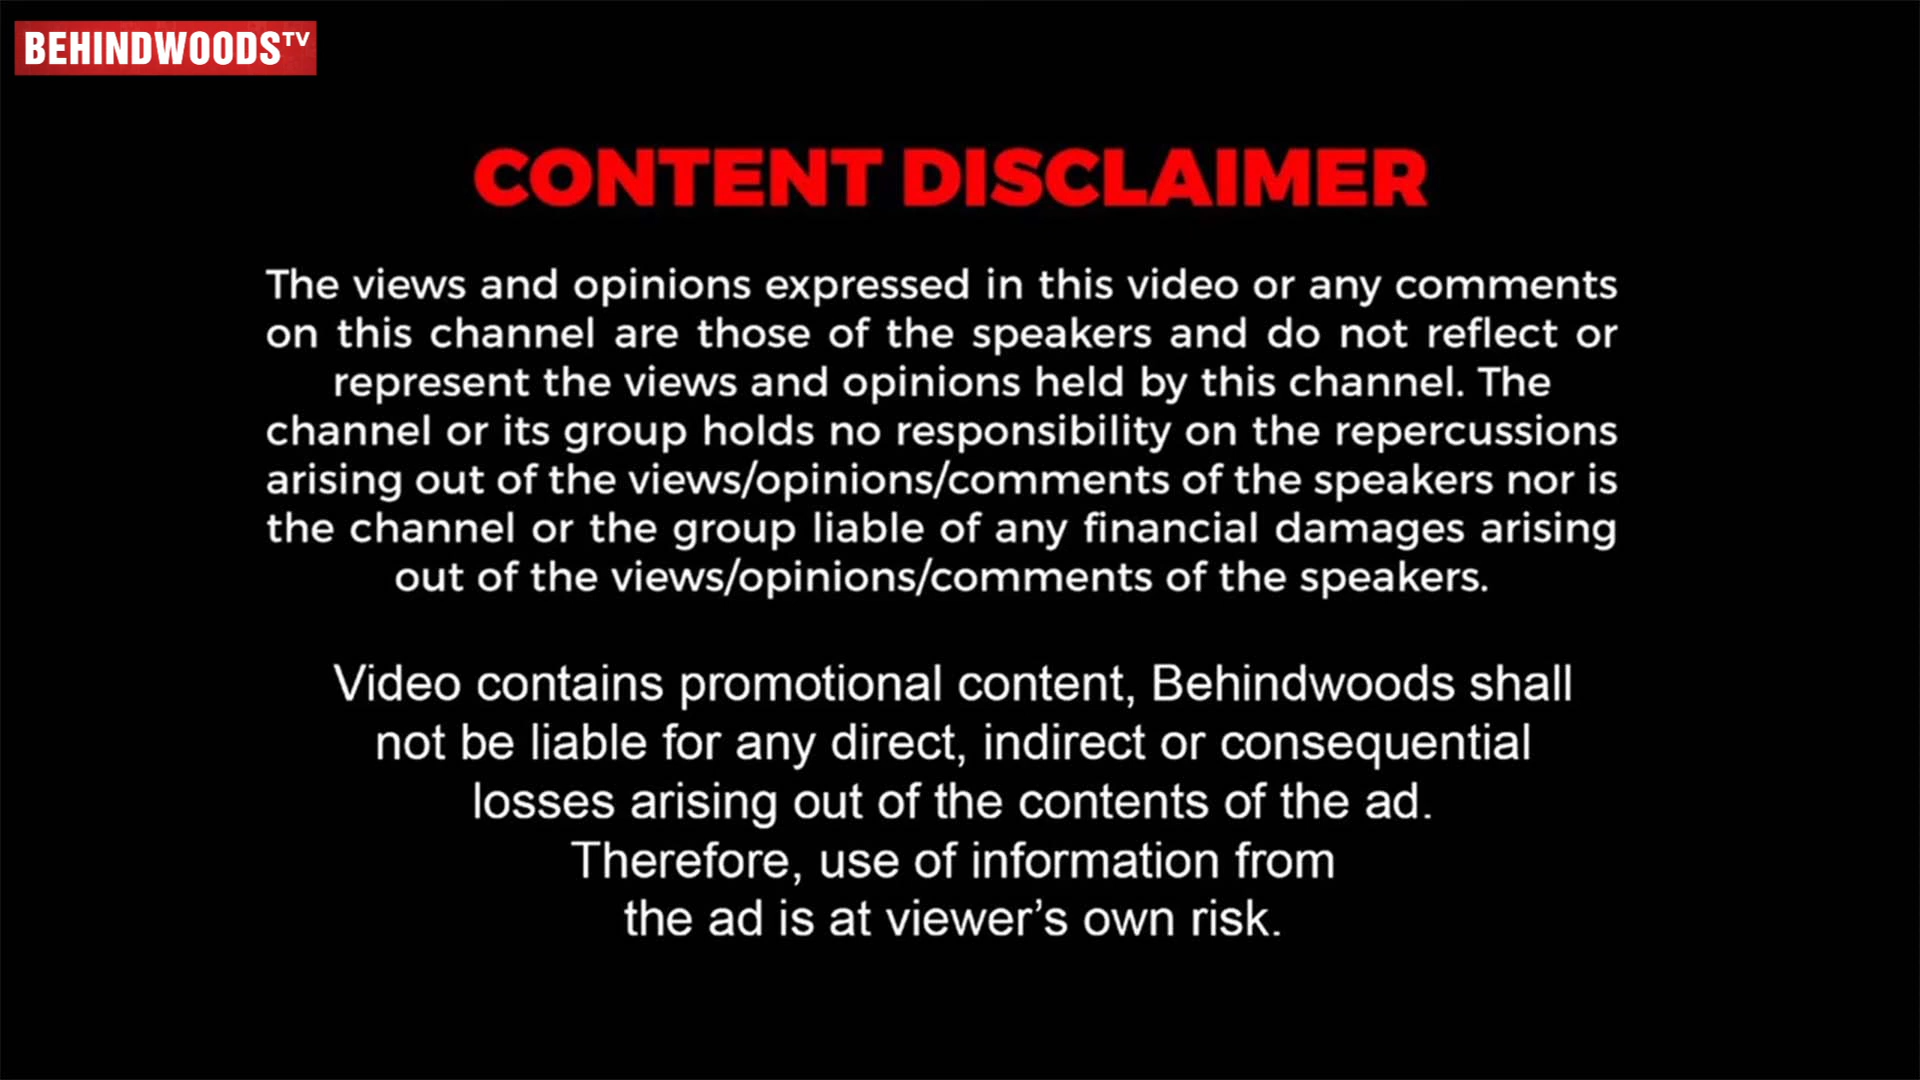 BEHINDWOODS TV
CONTENT DISCLAIMER
The views and opinions expressed in this video or any comments
on this channel are those of the speakers and do not reflect or
represent the views and opinions held by this channel. The
channel or its group holds no responsibility on the repercussions
arising out of the views/opinions/comments of the speakers nor is
the channel or the group liable of any financial damages arising
out of the views/opinions/comments of the speakers.
Video contains promotional content, Behindwoods shall
not be liable for any direct, indirect or consequential
losses arising out of the contents of the ad.
Therefore, use of information from
the ad is at viewer’s own risk.